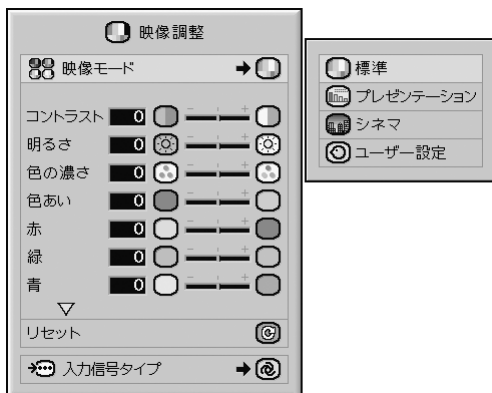 映像調整
映像モード
コントラスト 0
明るさ 0
色の濃さ 0
色あい 0
赤 0
緑 0
青 0
リセット
入力信号タイプ
標準
プレゼンテーション
シネマ
ユーザー設定